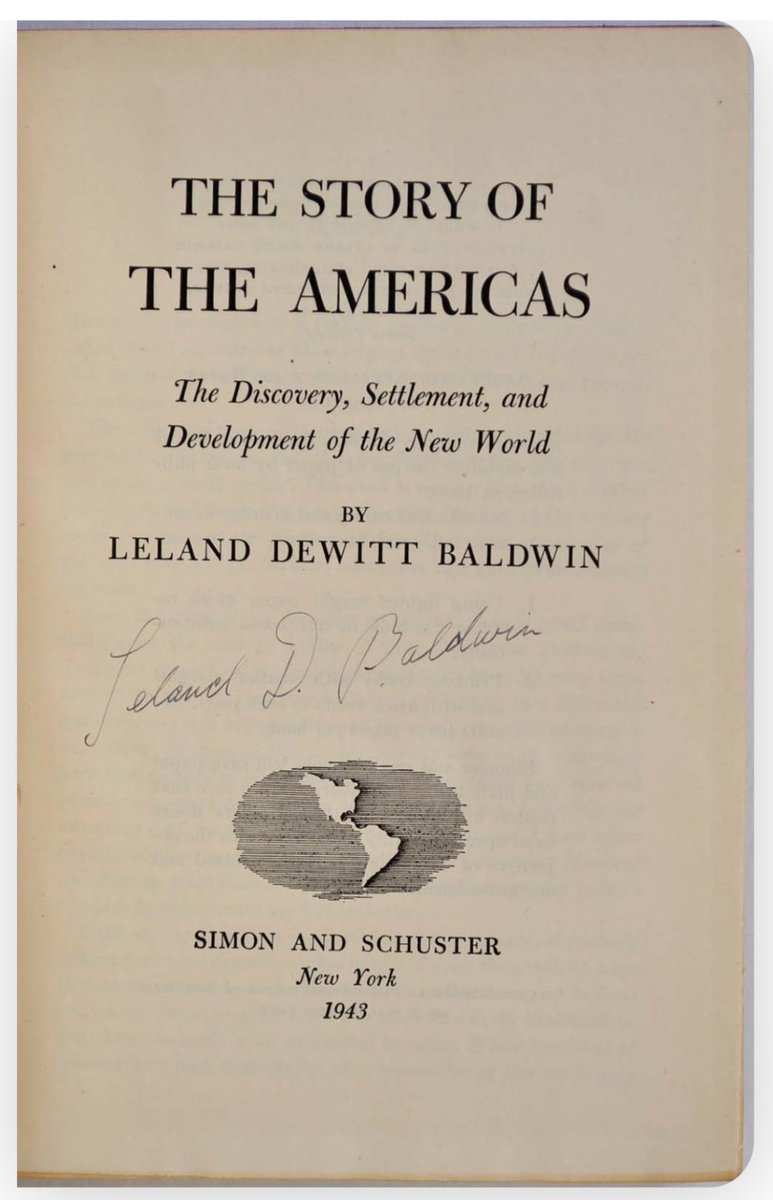 THE STORY OF
THE AMERICAS
The Discovery, Settlement, and
Development of the New World
BY
LELAND DEWITT BALDWIN
Leland D. Baldwin
SIMON AND SCHUSTER
New York
1943